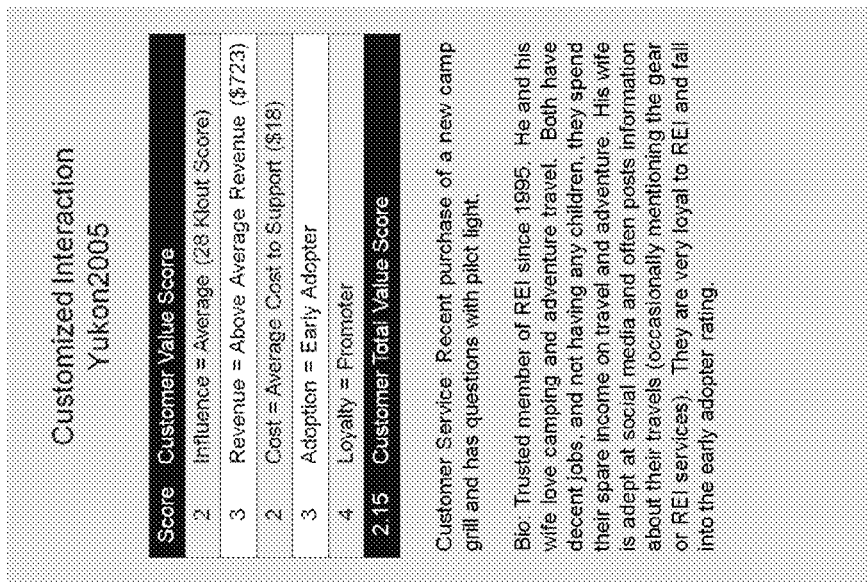 Customized Interaction
Yukon2005
Score Customer Value Score
2 Influence = Average (28 Klout Score)
3 Revenue = Above Average Revenue ($723)
2 Cost = Average Cost to Support ($18)
3 Adoption = Early Adopter
4 Loyalty = Promoter
2.15 Customer Total Value Score
Customer Service: Recent purchase of a new camp
grill and has questions with pilot light.
Bio: Trusted member of REI since 1995. He and his
wife love camping and adventure travel. Both have
decent jobs, and not having any children, they spend
their spare income on travel and adventure. His wife
is adept at social media and often posts information
about their travels (occasionally mentioning the gear
or REI services). They are very loyal to REI and fall
into the early adopter rating.